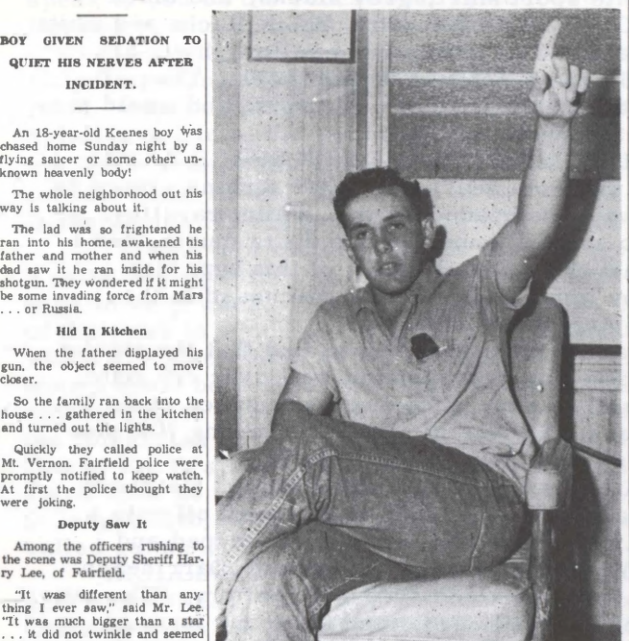 BOY GIVEN SEDATION TO
QUIET HIS NERVES AFTER
INCIDENT.
An 18-year-old Keenes boy was
chased home Sunday night by a
flying saucer or some other un-
known heavenly body!
The whole neighborhood out his
way is talking about it.
The lad was so frightened he
ran into his home, awakened his
father and mother and when his
dad saw it he ran inside for his
shotgun. They wondered if it might
be some invading force from Mars
. . . or Russia.
Hid In Kitchen
When the father displayed his
gun, the object seemed to move
closer.
So the family ran back into the
house . . . gathered in the kitchen
and turned out the lights.
Quickly they called police at
Mt. Vernon. Fairfield police were
promptly notified to keep watch.
At first the police thought they
were joking.
Deputy Saw It
Among the officers rushing to
the scene was Deputy Sheriff Har-
ry Lee, of Fairfield.
"It was different than any-
thing I ever saw," said Mr. Lee.
"It was much bigger than a star
. . . it did not twinkle and seemed